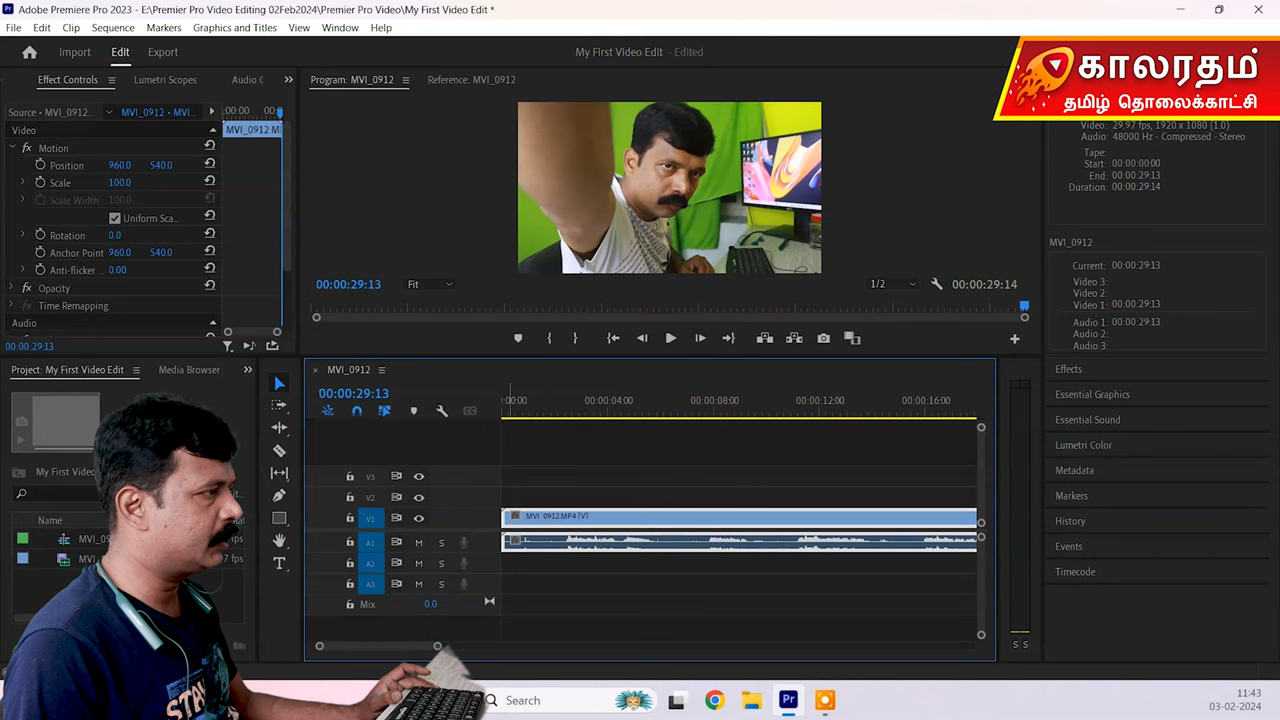 Adobe Premiere Pro 2023 - E:\Premier Pro Video Editing 02Feb2024\Premier Pro Video\My First Video Edit *
File Edit Clip Sequence Markers Graphics and Titles View Window Help
Import Edit Export
My First Video Edit - Edited
காலரதம்
தமிழ் தொலைக்காட்சி
Effect Controls Lumetri Scopes Audio C
Program: MVI_0912 Reference: MVI_0912
Source • MVI_0912... MVI_0912 • MVI...
Video
Motion
Position 960.0 540.0
Scale 100.0
Scale Width 100.0
Uniform Sca...
Rotation 0.0
Anchor Point 960.0 540.0
Anti-flicker... 0.00
Opacity
Time Remapping
Audio
00:00:29:13
MVI_0912.M
00:00:29:13 Fit 1/2 00:00:29:14
Video: 29.97 fps, 1920 x 1080 (1.0)
Audio: 48000 Hz - Compressed - Stereo
Tape:
Start: 00:00:00:00
End: 00:00:29:13
Duration: 00:00:29:14
MVI_0912
Current: 00:00:29:13
Video 3:
Video 2:
Video 1: 00:00:29:13
Audio 1: 00:00:29:13
Audio 2:
Audio 3:
Effects
Essential Graphics
Essential Sound
Lumetri Color
Metadata
Markers
History
Events
Timecode
Project: My First Video Edit Media Browser
My First Video
Name
MVI_09
MVI_
MVI_0912
00:00:29:13
:00:00 00:00:04:00 00:00:08:00 00:00:12:00 00:00:16:00
V3
V2
V1 MVI_0912.MP4 [V]
A1 M S
A2 M S
A3 M S
Mix 0.0
S S
STAY
Search
11:43
03-02-2024